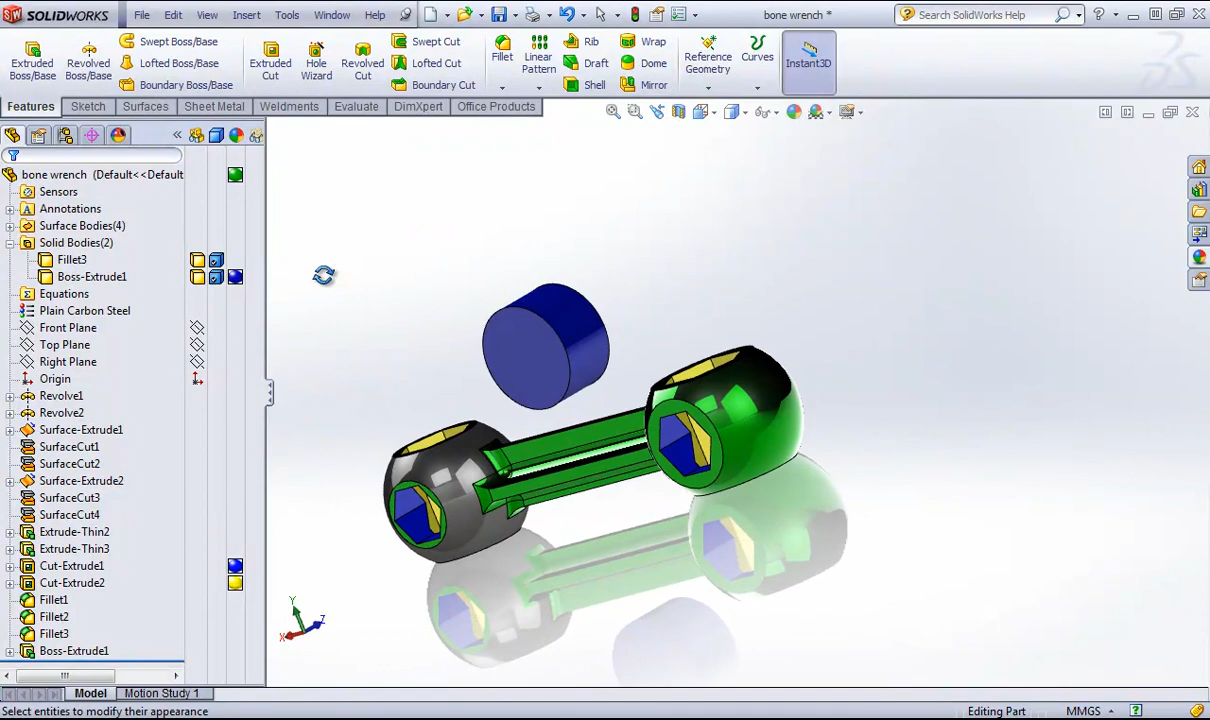 SW SOLIDWORKS File Edit View Insert Tools Window Help bone wrench * Search SolidWorks Help
Extruded Boss/Base
Revolved Boss/Base
Swept Boss/Base
Lofted Boss/Base
Boundary Boss/Base
Extruded Cut
Hole Wizard
Revolved Cut
Swept Cut
Lofted Cut
Boundary Cut
Fillet
Linear Pattern
Rib
Draft
Shell
Wrap
Dome
Mirror
Reference Geometry
Curves
Instant3D
Features Sketch Surfaces Sheet Metal Weldments Evaluate DimXpert Office Products
bone wrench (Default<<Default
Sensors
Annotations
Surface Bodies(4)
Solid Bodies(2)
Fillet3
Boss-Extrude1
Equations
Plain Carbon Steel
Front Plane
Top Plane
Right Plane
Origin
Revolve1
Revolve2
Surface-Extrude1
SurfaceCut1
SurfaceCut2
Surface-Extrude2
SurfaceCut3
SurfaceCut4
Extrude-Thin2
Extrude-Thin3
Cut-Extrude1
Cut-Extrude2
Fillet1
Fillet2
Fillet3
Boss-Extrude1
Y
X
Z
Model Motion Study 1
Select entities to modify their appearance Editing Part MMGS